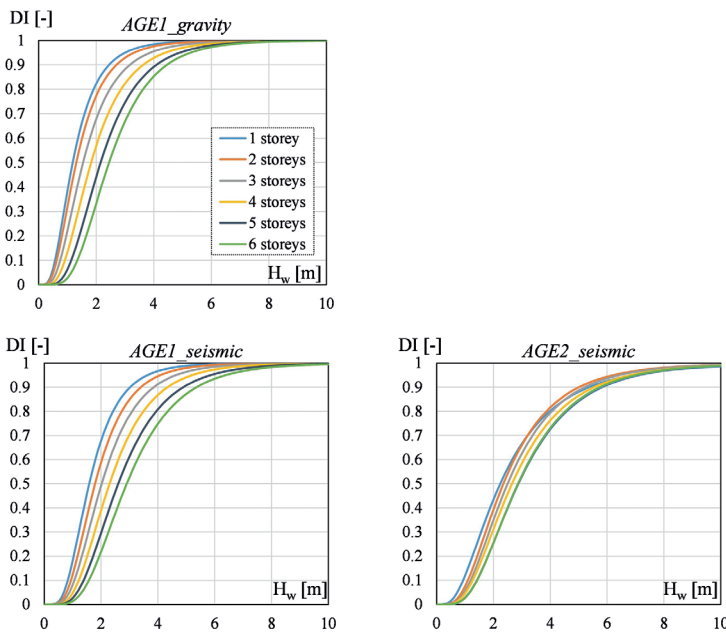 DI [-]
AGE1_gravity
1
0.9
0.8
0.7
0.6
0.5
0.4
0.3
0.2
0.1
0
1 storey
2 storeys
3 storeys
4 storeys
5 storeys
6 storeys
H_w [m]
0 2 4 6 8 10
DI [-]
AGE1_seismic
1
0.9
0.8
0.7
0.6
0.5
0.4
0.3
0.2
0.1
0
H_w [m]
0 2 4 6 8 10
DI [-]
AGE2_seismic
1
0.9
0.8
0.7
0.6
0.5
0.4
0.3
0.2
0.1
0
H_w [m]
0 2 4 6 8 10